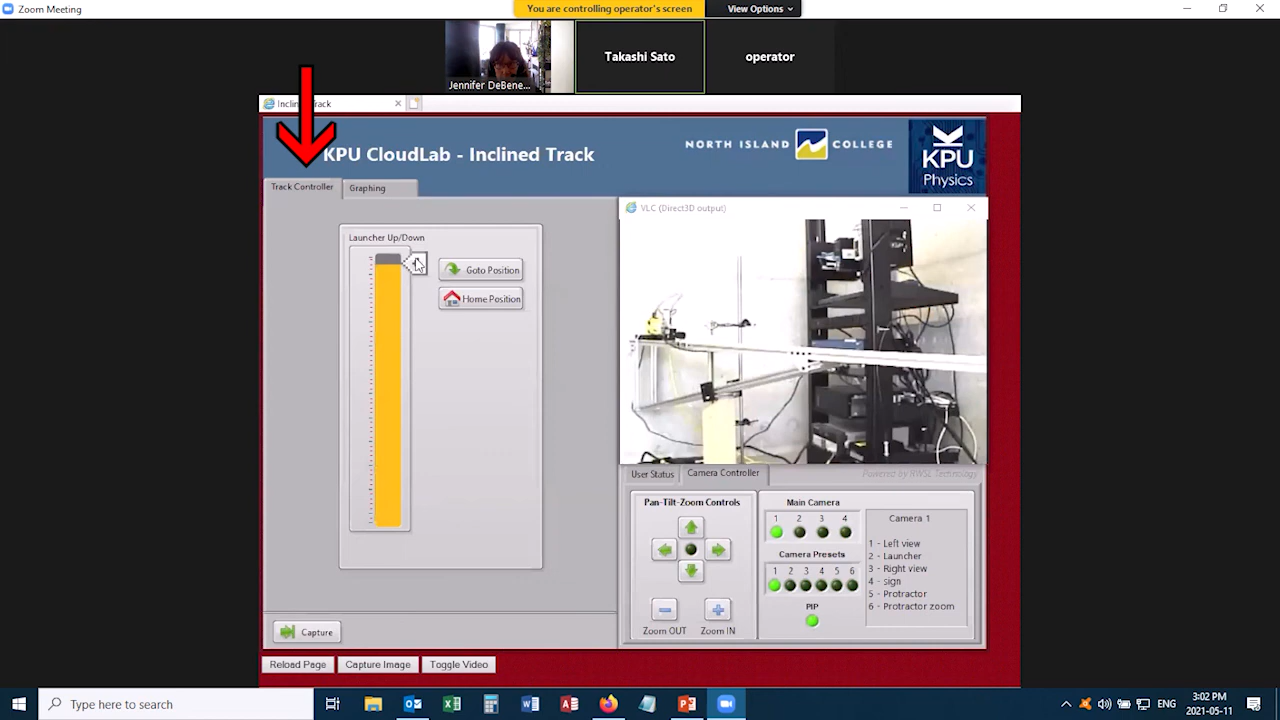 Zoom Meeting
You are controlling operator's screen
View Options
Jennifer DeBene...
Takashi Sato
operator
KPU CloudLab - Inclined Track
NORTH ISLAND COLLEGE
KPU
Physics
Track Controller
Graphing
VLC (Direct3D output)
Launcher Up/Down
Goto Position
Home Position
User Status
Camera Controller
Powered by RWSL Technology
Pan-Tilt-Zoom Controls
Zoom OUT
Zoom IN
Main Camera
1 2 3 4
Camera Presets
1 2 3 4 5 6
PIP
Camera 1
1 - Left view
2 - Launcher
3 - Right view
4 - sign
5 - Protractor
6 - Protractor zoom
Capture
Reload Page
Capture Image
Toggle Video
Type here to search
ENG
3:02 PM
2021-05-11